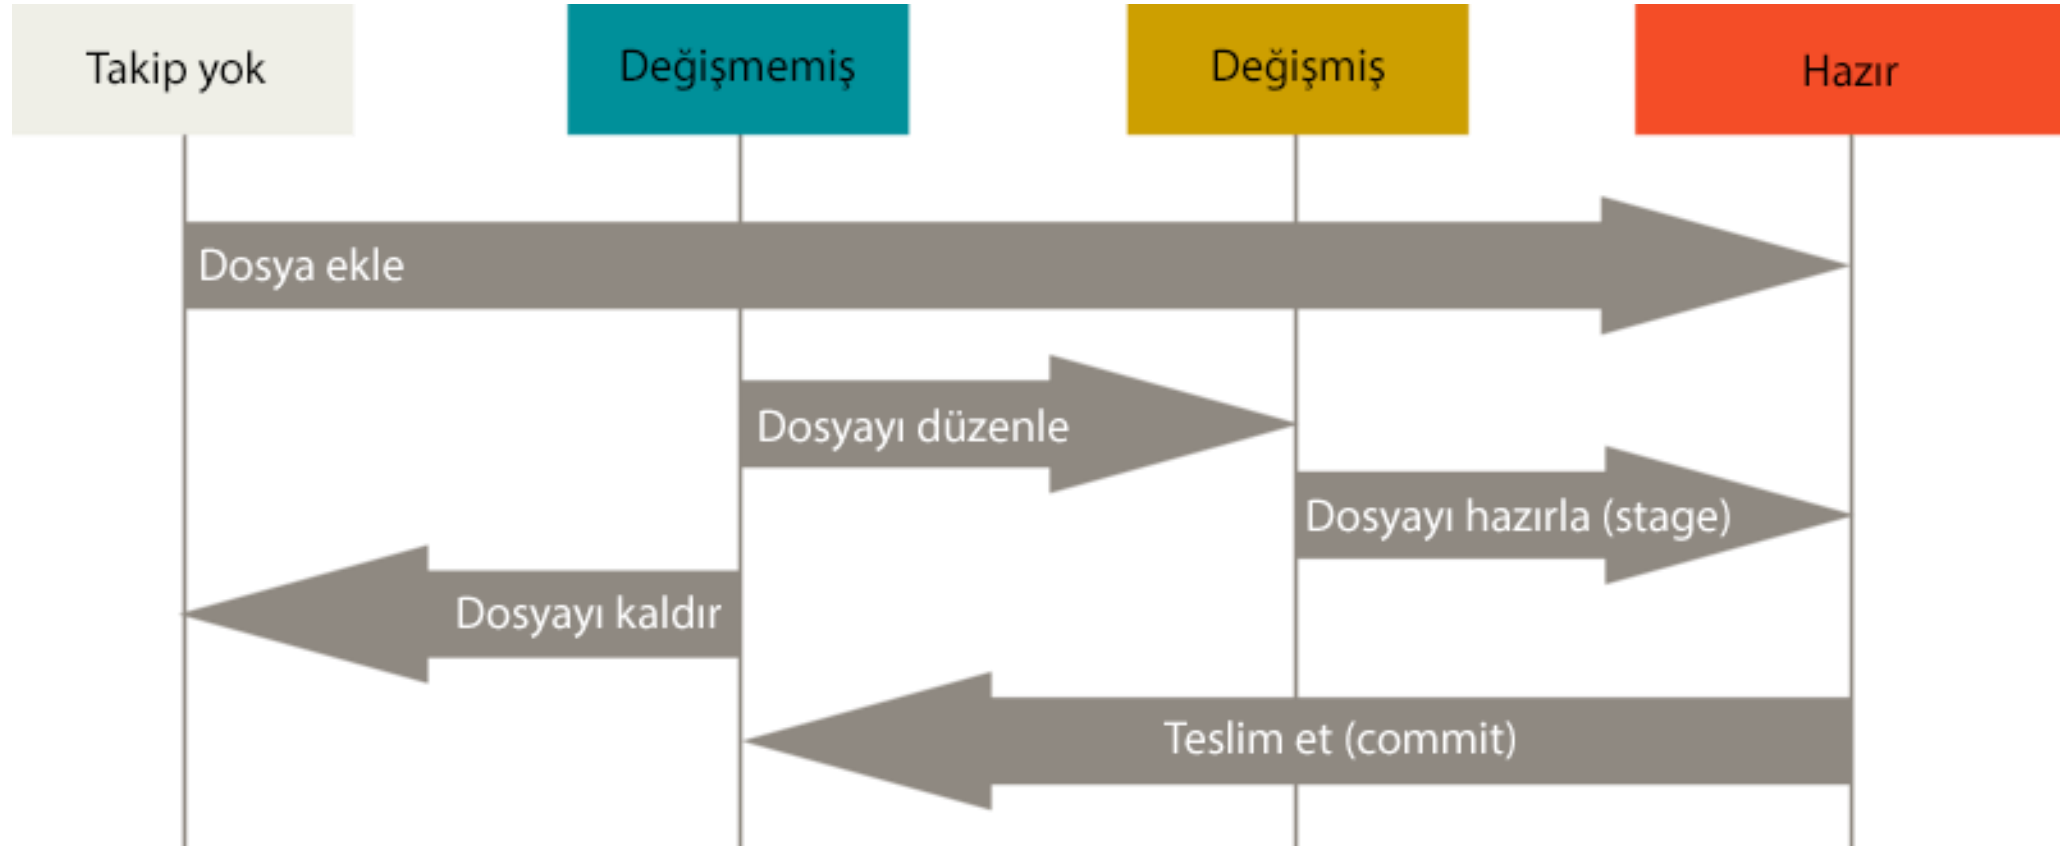 Takip yok
Değişmemiş
Değişmiş
Hazır
Dosya ekle
Dosyayı düzenle
Dosyayı hazırla (stage)
Dosyayı kaldır
Teslim et (commit)